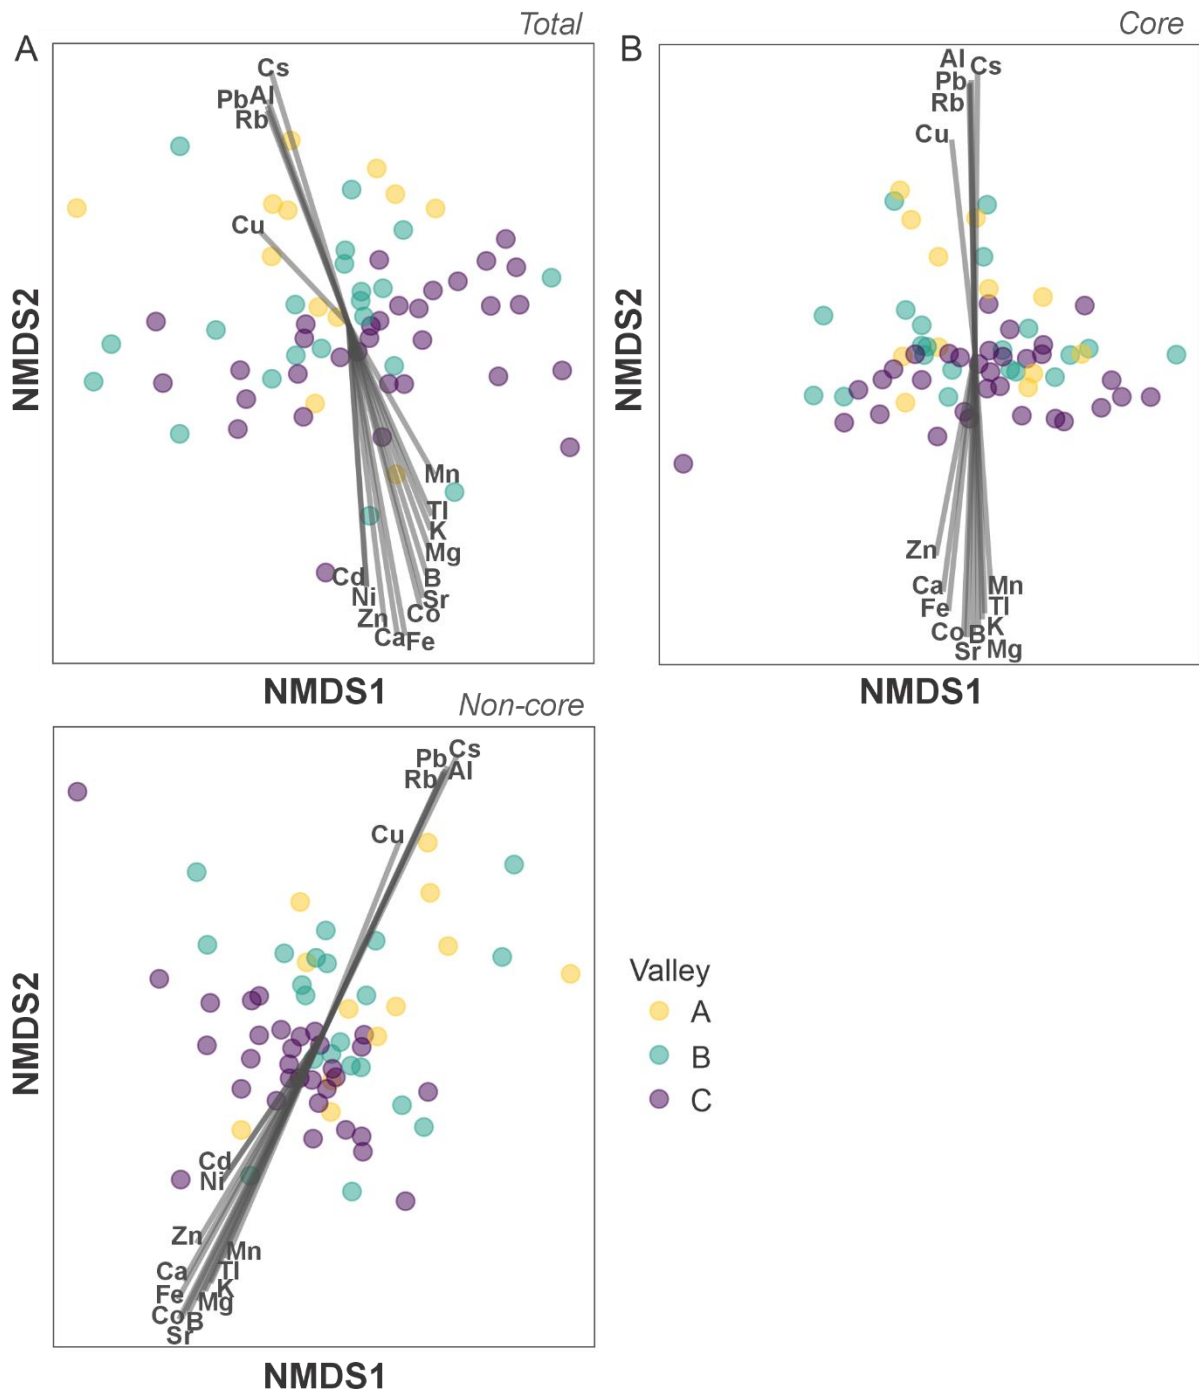 A
Total
Cs
Pb Al
Rb
Cu
NMDS2
Mn
Tl
K
Mg
Cd
B
Ni
Sr
Zn
Co
Ca Fe
NMDS1
B
Core
Al
Cs
Pb
Rb
Cu
NMDS2
Zn
Ca
Mn
Fe
Tl
Co
B
K
Sr
Mg
NMDS1
Non-core
Cs
Pb
Al
Rb
Cu
NMDS2
Cd
Ni
Zn
Mn
Ca
Tl
Fe
K
Mg
Co
B
Sr
NMDS1
Valley
A
B
C